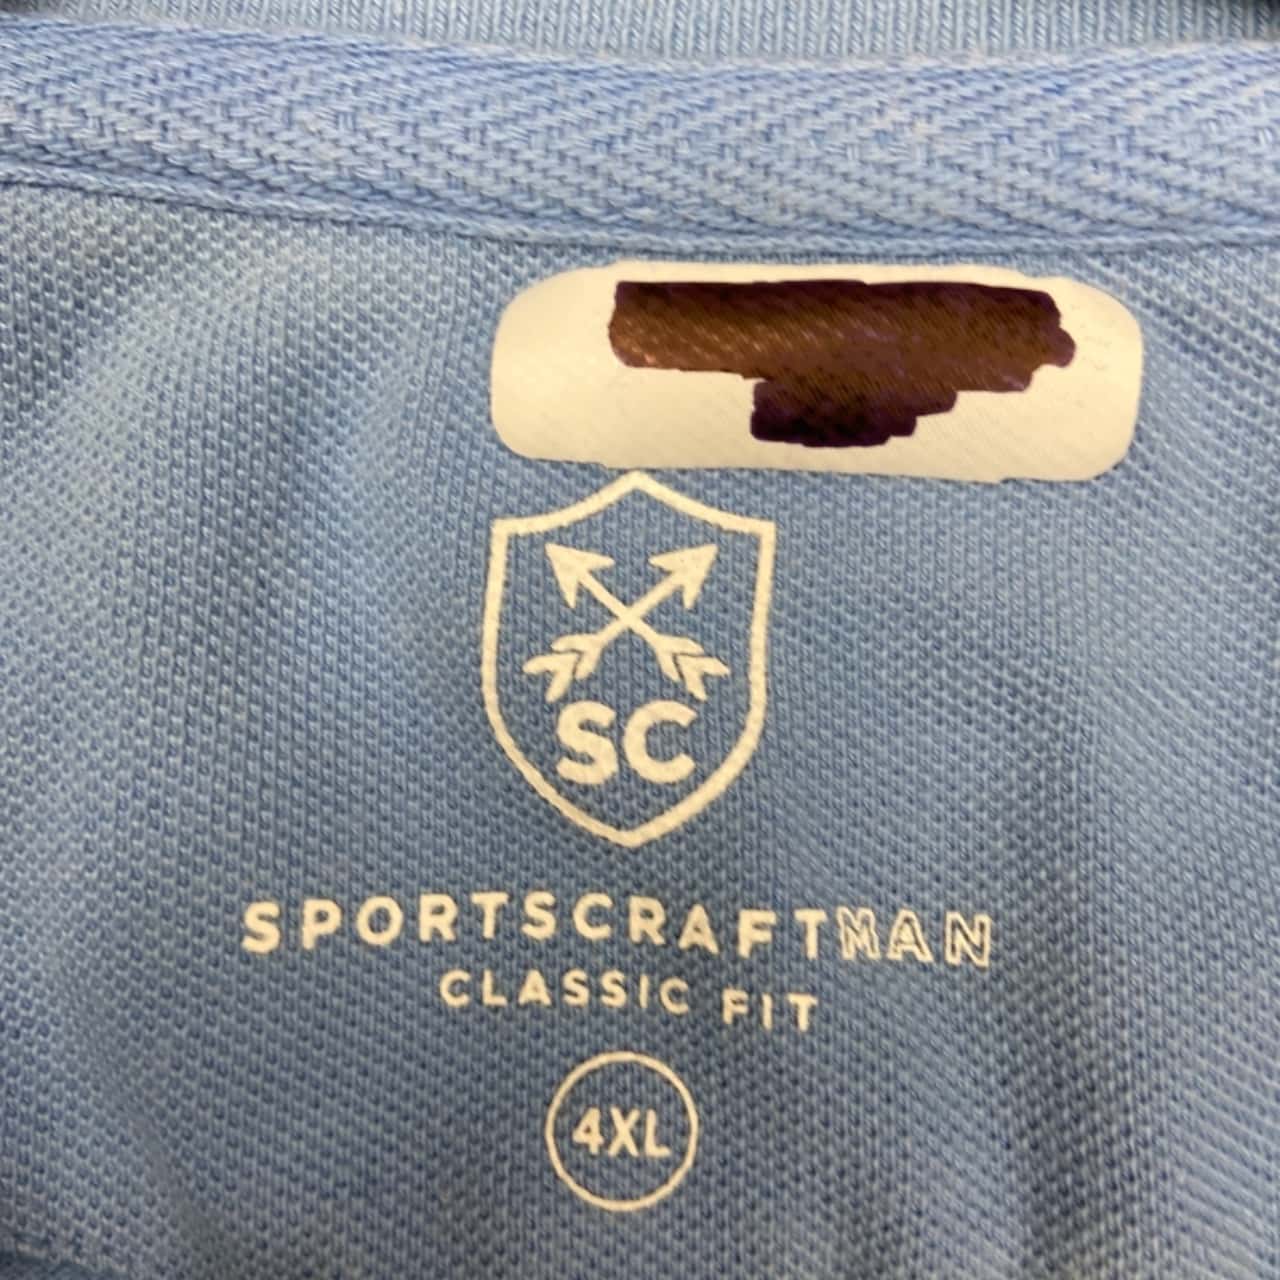 SC
SPORTSCRAFTMAN
CLASSIC FIT
4XL